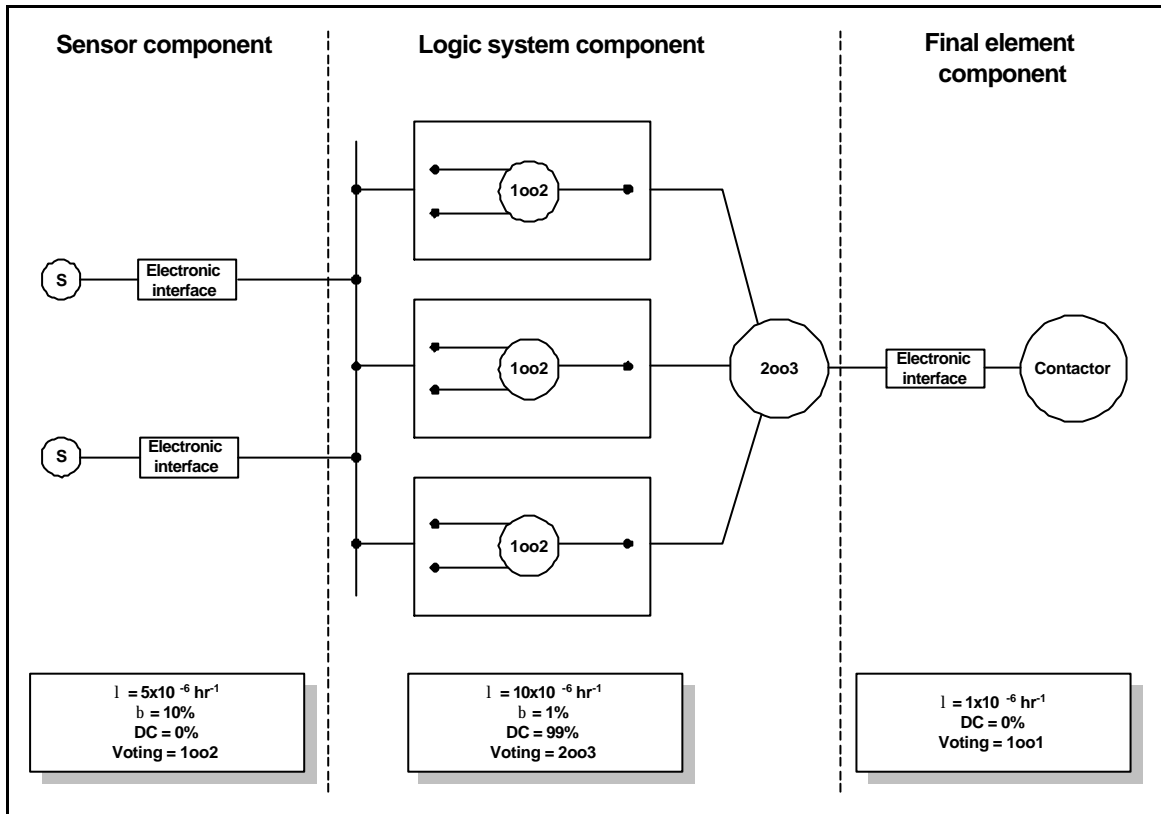 Sensor component
Logic system component
Final element
component
1oo2
S
Electronic
interface
1oo2
2oo3
Electronic
interface
Contactor
S
Electronic
interface
1oo2
l = 5x10 -6 hr-1
b = 10%
DC = 0%
Voting = 1oo2
l = 10x10 -6 hr-1
b = 1%
DC = 99%
Voting = 2oo3
l = 1x10 -6 hr-1
DC = 0%
Voting = 1oo1